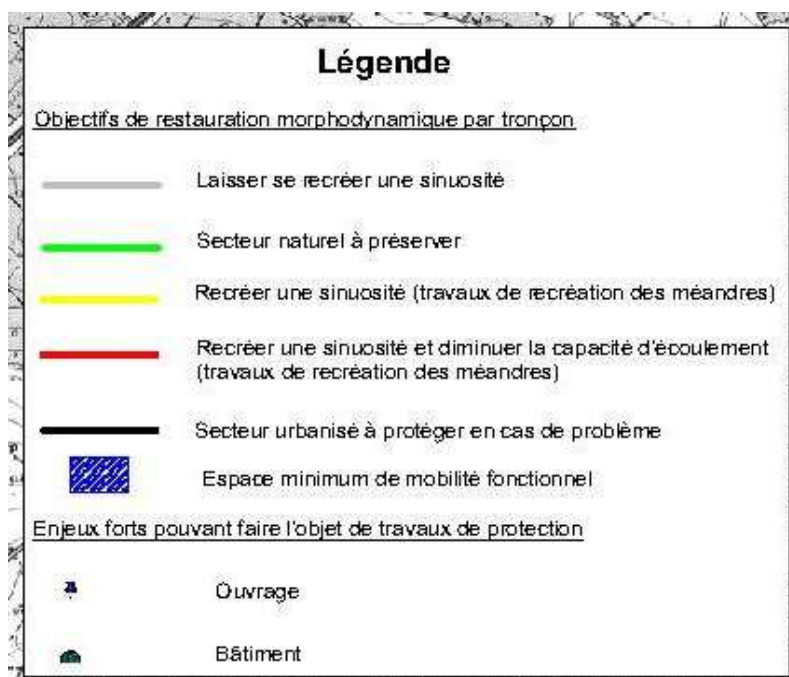 Légende
Objectifs de restauration morphodynamique par tronçon
Laisser se recréer une sinuosité
Secteur naturel à préserver
Recréer une sinuosité (travaux de recréation des méandres)
Recréer une sinuosité et diminuer la capacité d'écoulement
(travaux de recréation des méandres)
Secteur urbanisé à protéger en cas de problème
Espace minimum de mobilité fonctionnel
Enjeux forts pouvant faire l'objet de travaux de protection
Ouvrage
Bâtiment